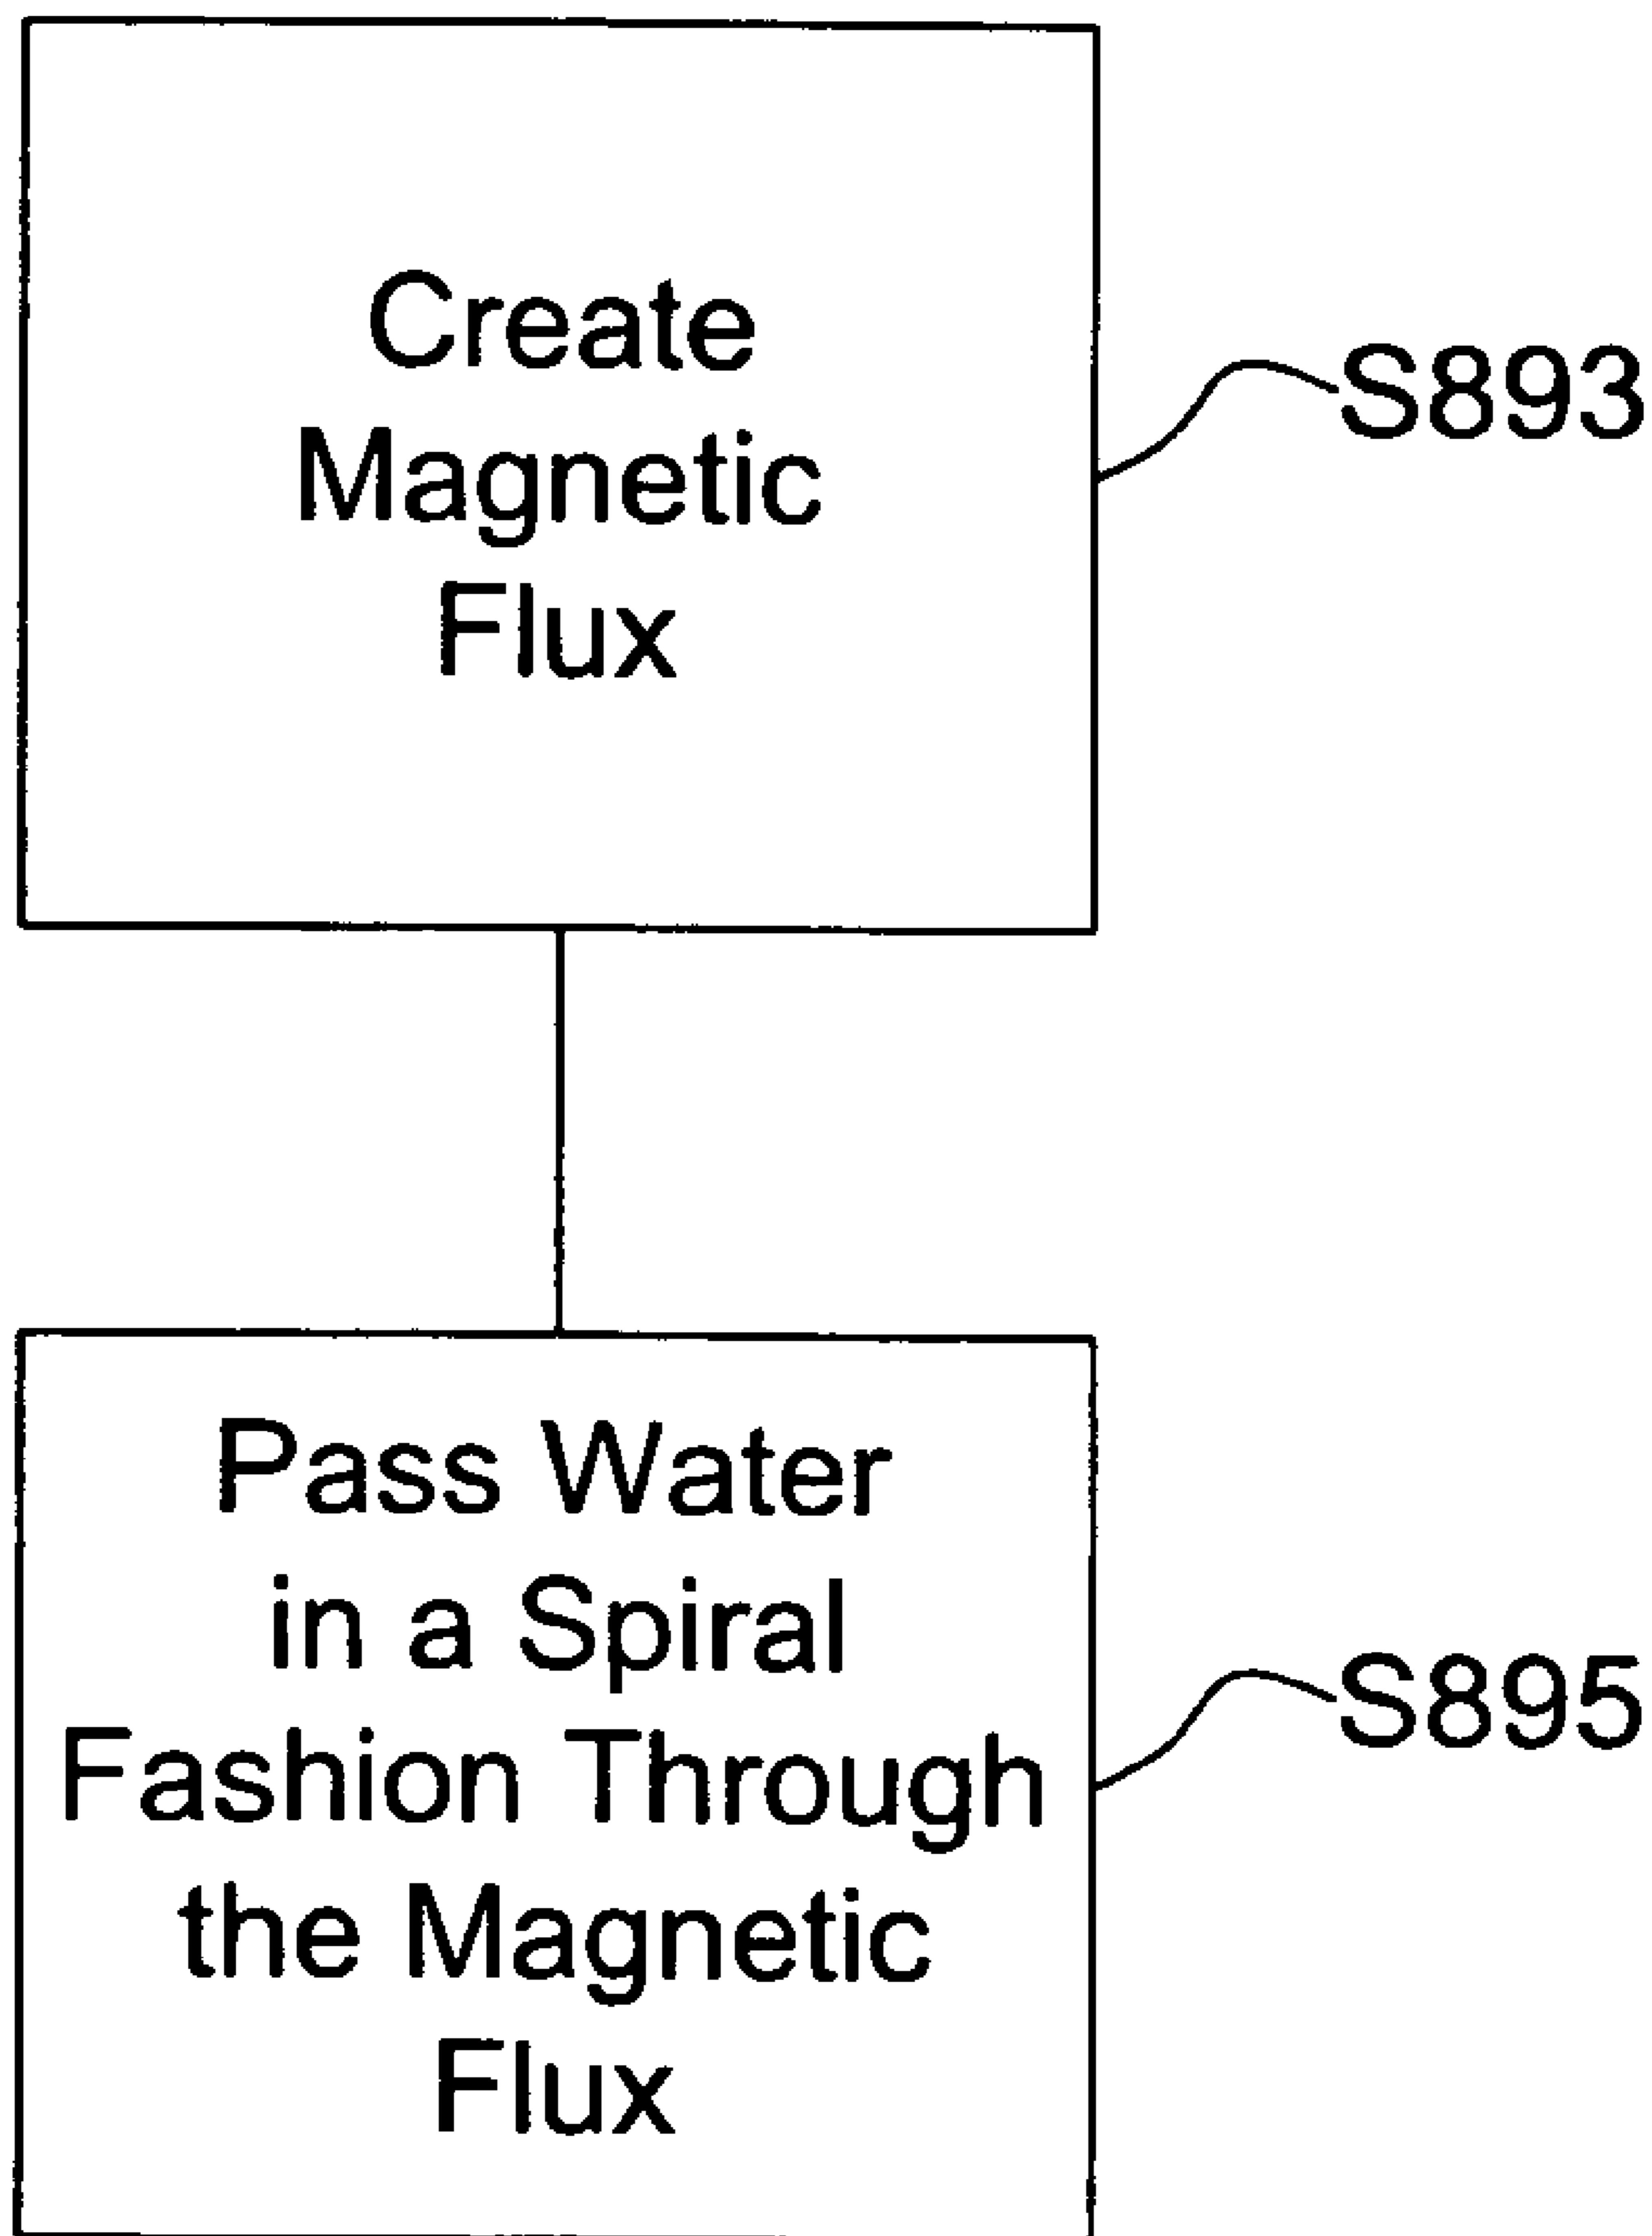 Create
Magnetic
Flux
S893
Pass Water
in a Spiral
Fashion Through
the Magnetic
Flux
S895